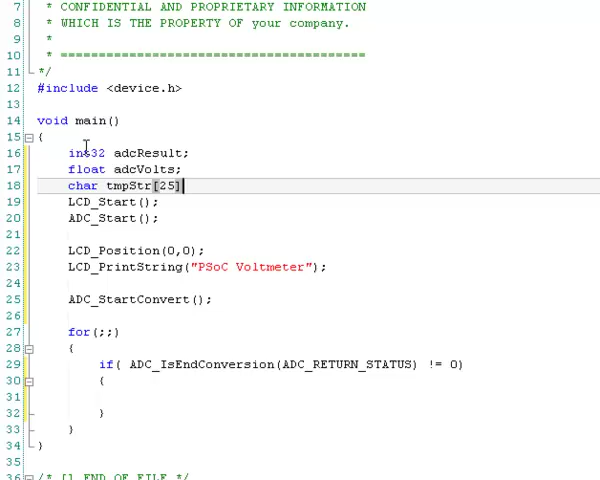 7 * CONFIDENTIAL AND PROPRIETARY INFORMATION
8 * WHICH IS THE PROPERTY OF your company.
9 *
10 * ========================================
11 */
12 #include <device.h>
13
14 void main()
15 {
16 int32 adcResult;
17 float adcVolts;
18 char tmpStr[25]
19 LCD_Start();
20 ADC_Start();
21
22 LCD_Position(0,0);
23 LCD_PrintString("PSoC Voltmeter");
24
25 ADC_StartConvert();
26
27 for(;;)
28 {
29 if( ADC_IsEndConversion(ADC_RETURN_STATUS) != 0)
30 {
31
32 }
33 }
34 }
35
36 /* [] END OF FILE */